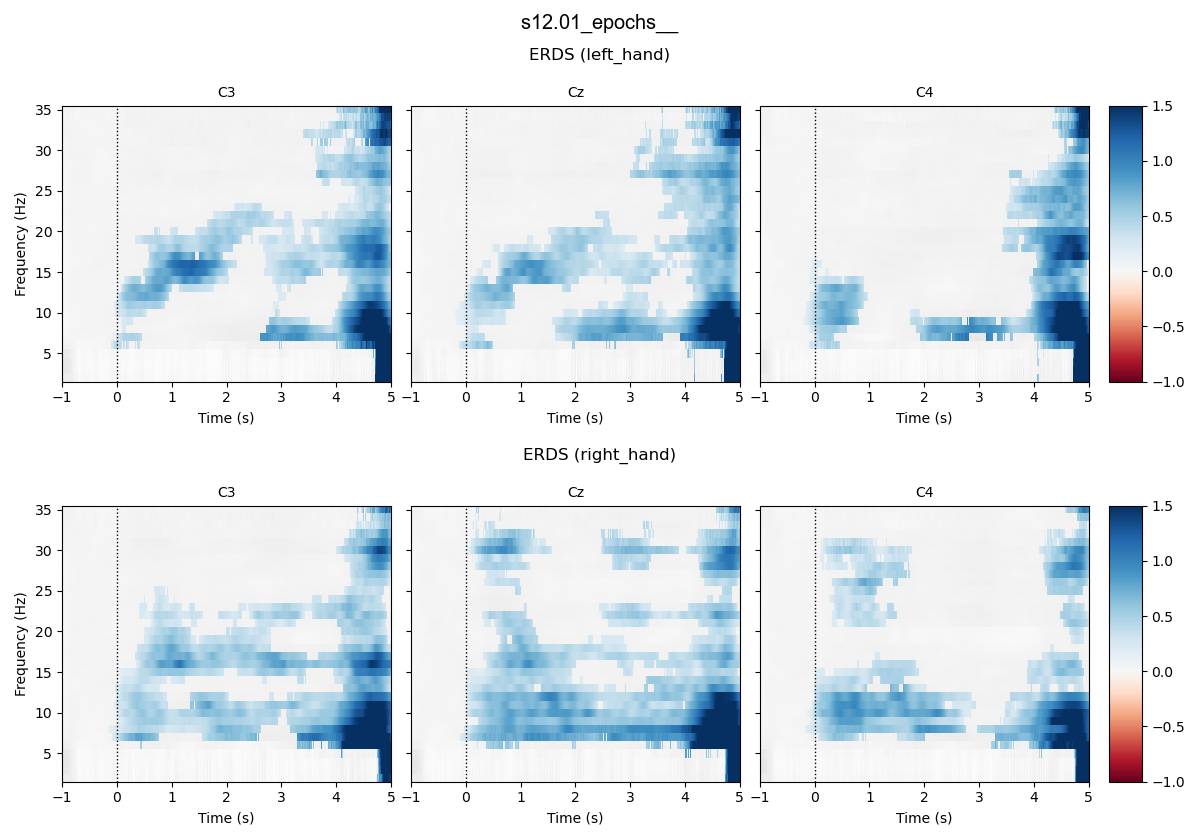 s12.01_epochs__
ERDS (left_hand)
C3 Cz C4
35
30
25
20
15
10
5
Frequency (Hz)
1.5
1.0
0.5
0.0
−0.5
−1.0
−1 0 1 2 3 4 5 −1 0 1 2 3 4 5 −1 0 1 2 3 4 5
Time (s) Time (s) Time (s)
ERDS (right_hand)
C3 Cz C4
35
30
25
20
15
10
5
Frequency (Hz)
1.5
1.0
0.5
0.0
−0.5
−1.0
−1 0 1 2 3 4 5 −1 0 1 2 3 4 5 −1 0 1 2 3 4 5
Time (s) Time (s) Time (s)